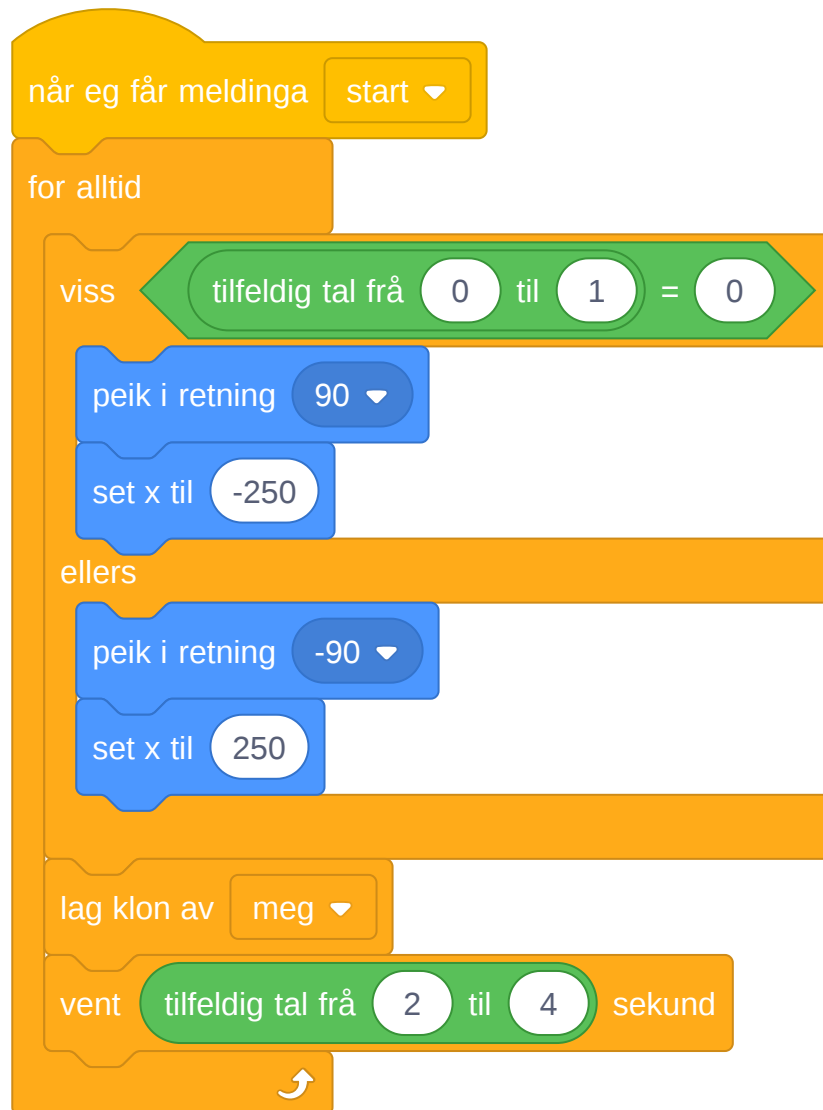 når eg får meldinga start
for alltid
viss tilfeldig tal frå 0 til 1 = 0
peik i retning 90
set x til -250
ellers
peik i retning -90
set x til 250
lag klon av meg
vent tilfeldig tal frå 2 til 4 sekund